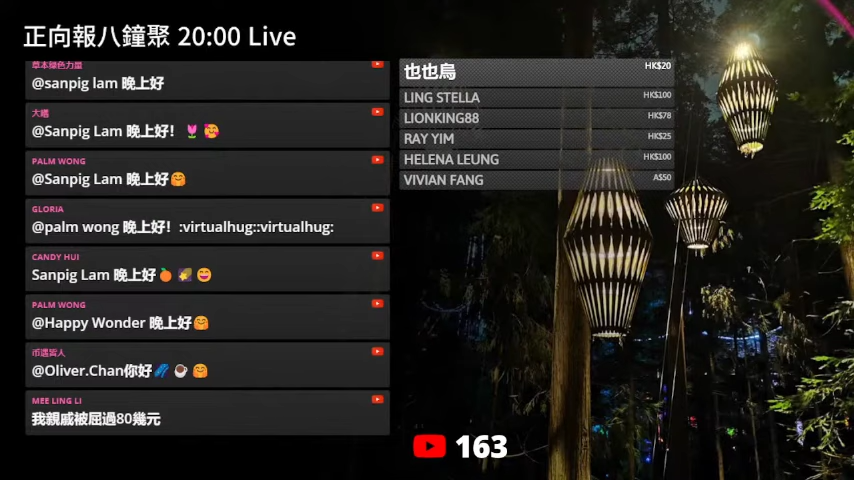 正向報八鐘聚 20:00 Live
草本綠色力量
@sanpig lam 晚上好
大嶓
@Sanpig Lam 晚上好！🌷🥰
PALM WONG
@Sanpig Lam 晚上好🤗
GLORIA
@palm wong 晚上好！:virtualhug::virtualhug:
CANDY HUI
Sanpig Lam 晚上好🍊🌠😄
PALM WONG
@Happy Wonder 晚上好🤗
币遇皆人
@Oliver.Chan你好
MEE LING LI
我親戚被屈過80幾元
也也烏 HK$20
LING STELLA HK$100
LIONKING88 HK$78
RAY YIM HK$25
HELENA LEUNG HK$100
VIVIAN FANG A$50
163